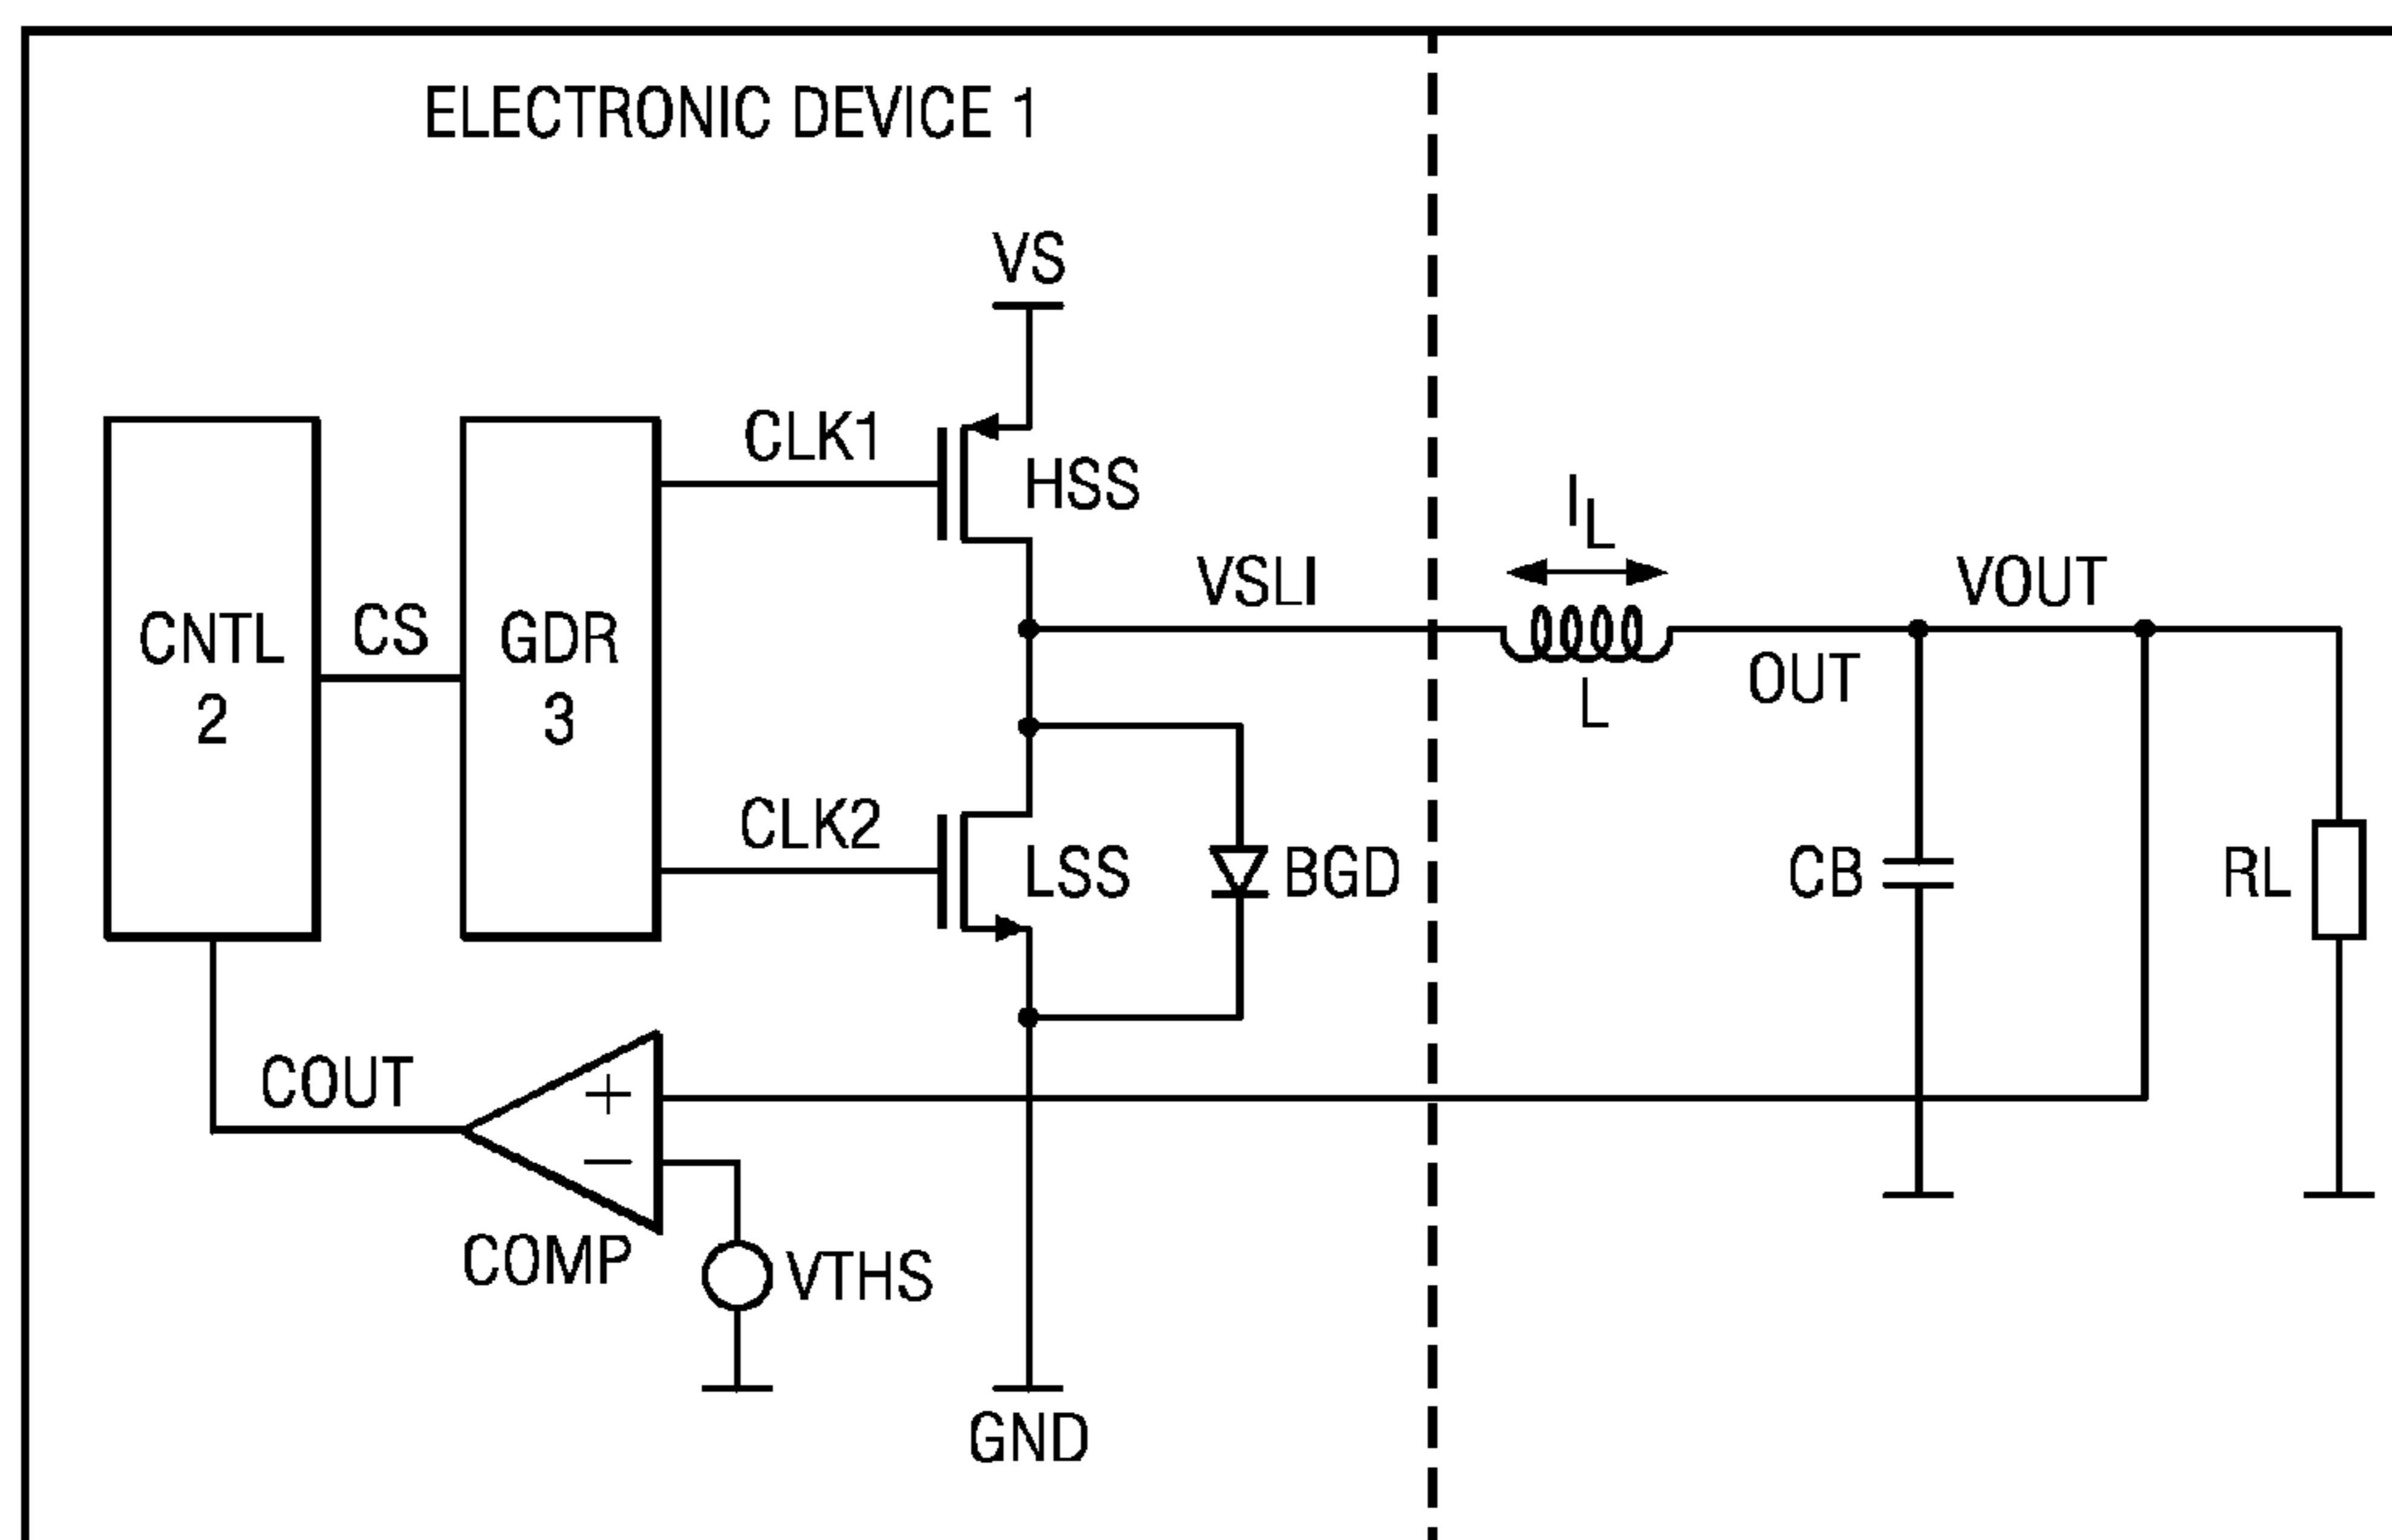 ELECTRONIC DEVICE 1
VS
CLK1
HSS
IL
VSLI
VOUT
CNTL
2
CS
GDR
3
OUT
L
CLK2
LSS
BGD
CB
RL
COUT
+
−
COMP
VTHS
GND